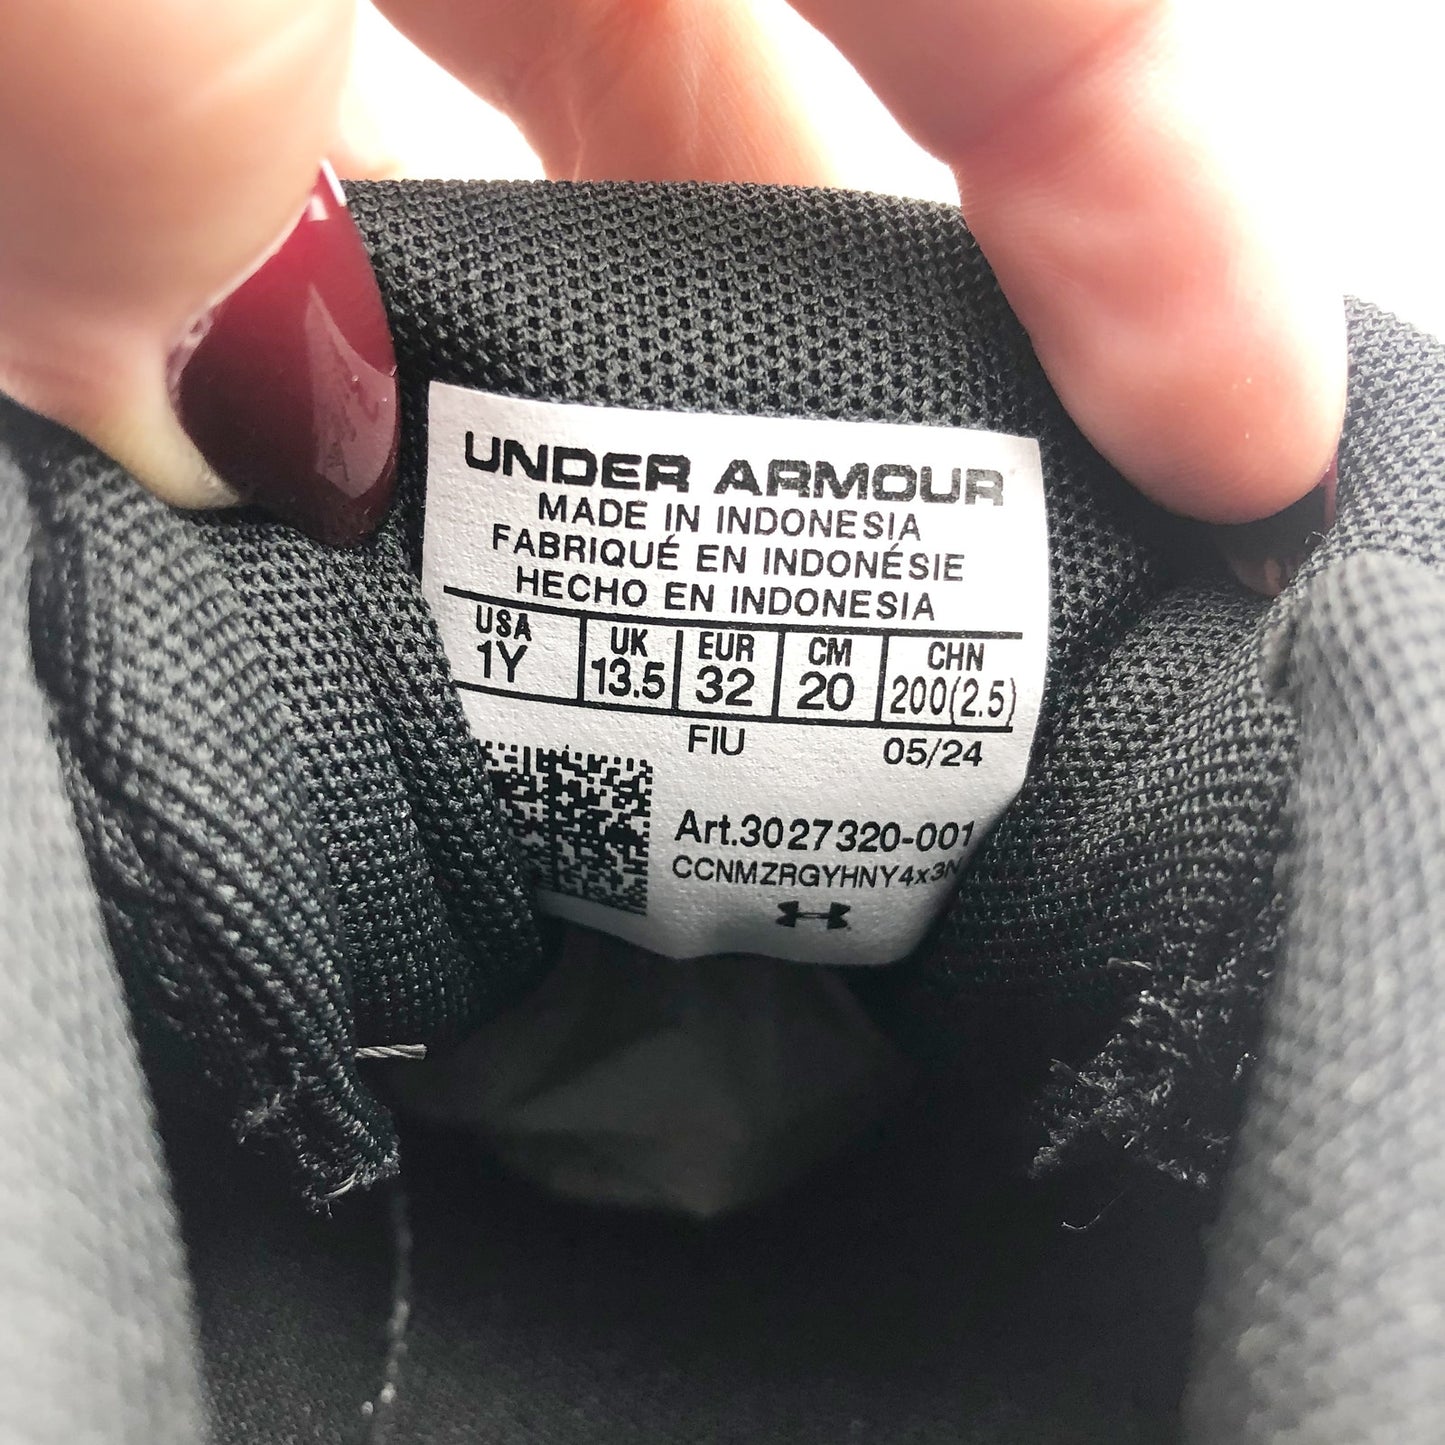 UNDER ARMOUR
MADE IN INDONESIA
FABRIQUÉ EN INDONÉSIE
HECHO EN INDONESIA
USA UK EUR CM CHN
1Y 13.5 32 20 200(2.5)
FIU 05/24
Art.3027320-001